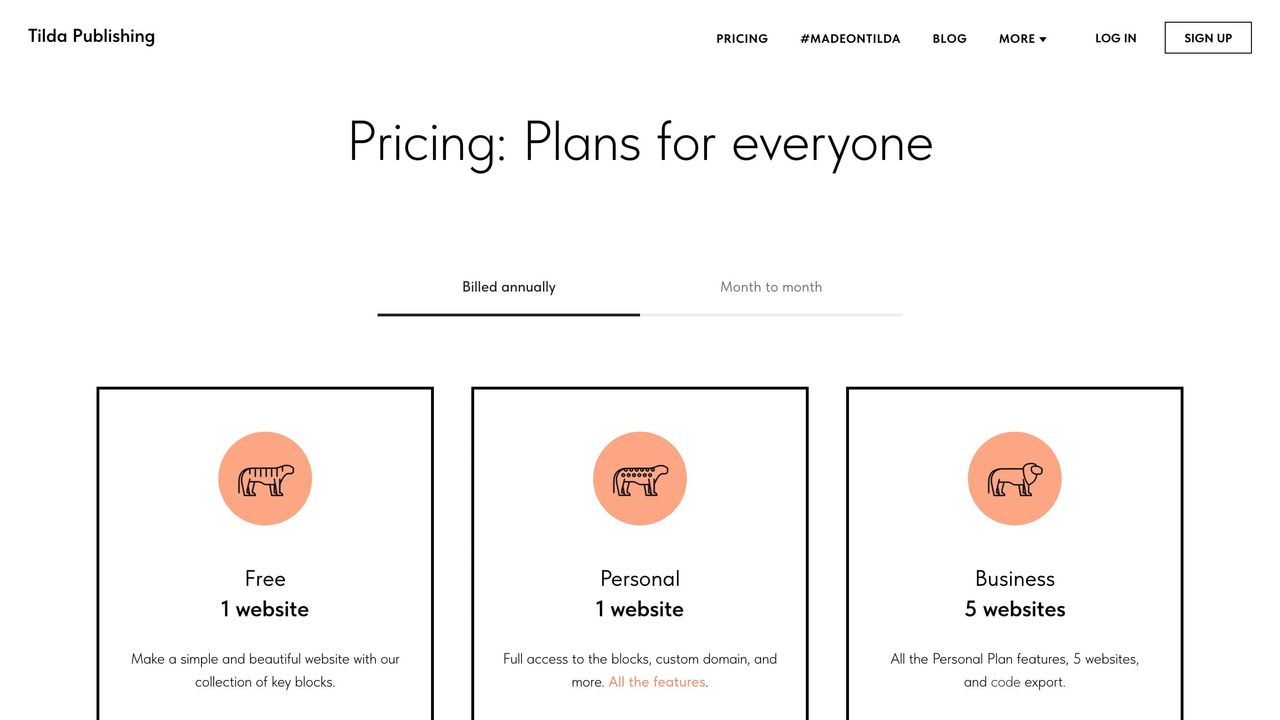 Tilda Publishing
PRICING
#MADEONTILDA
BLOG
MORE
LOG IN
SIGN UP
Pricing: Plans for everyone
Billed annually
Month to month
Free
1 website
Make a simple and beautiful website with our
collection of key blocks.
Personal
1 website
Full access to the blocks, custom domain, and
more. All the features.
Business
5 websites
All the Personal Plan features, 5 websites,
and code export.